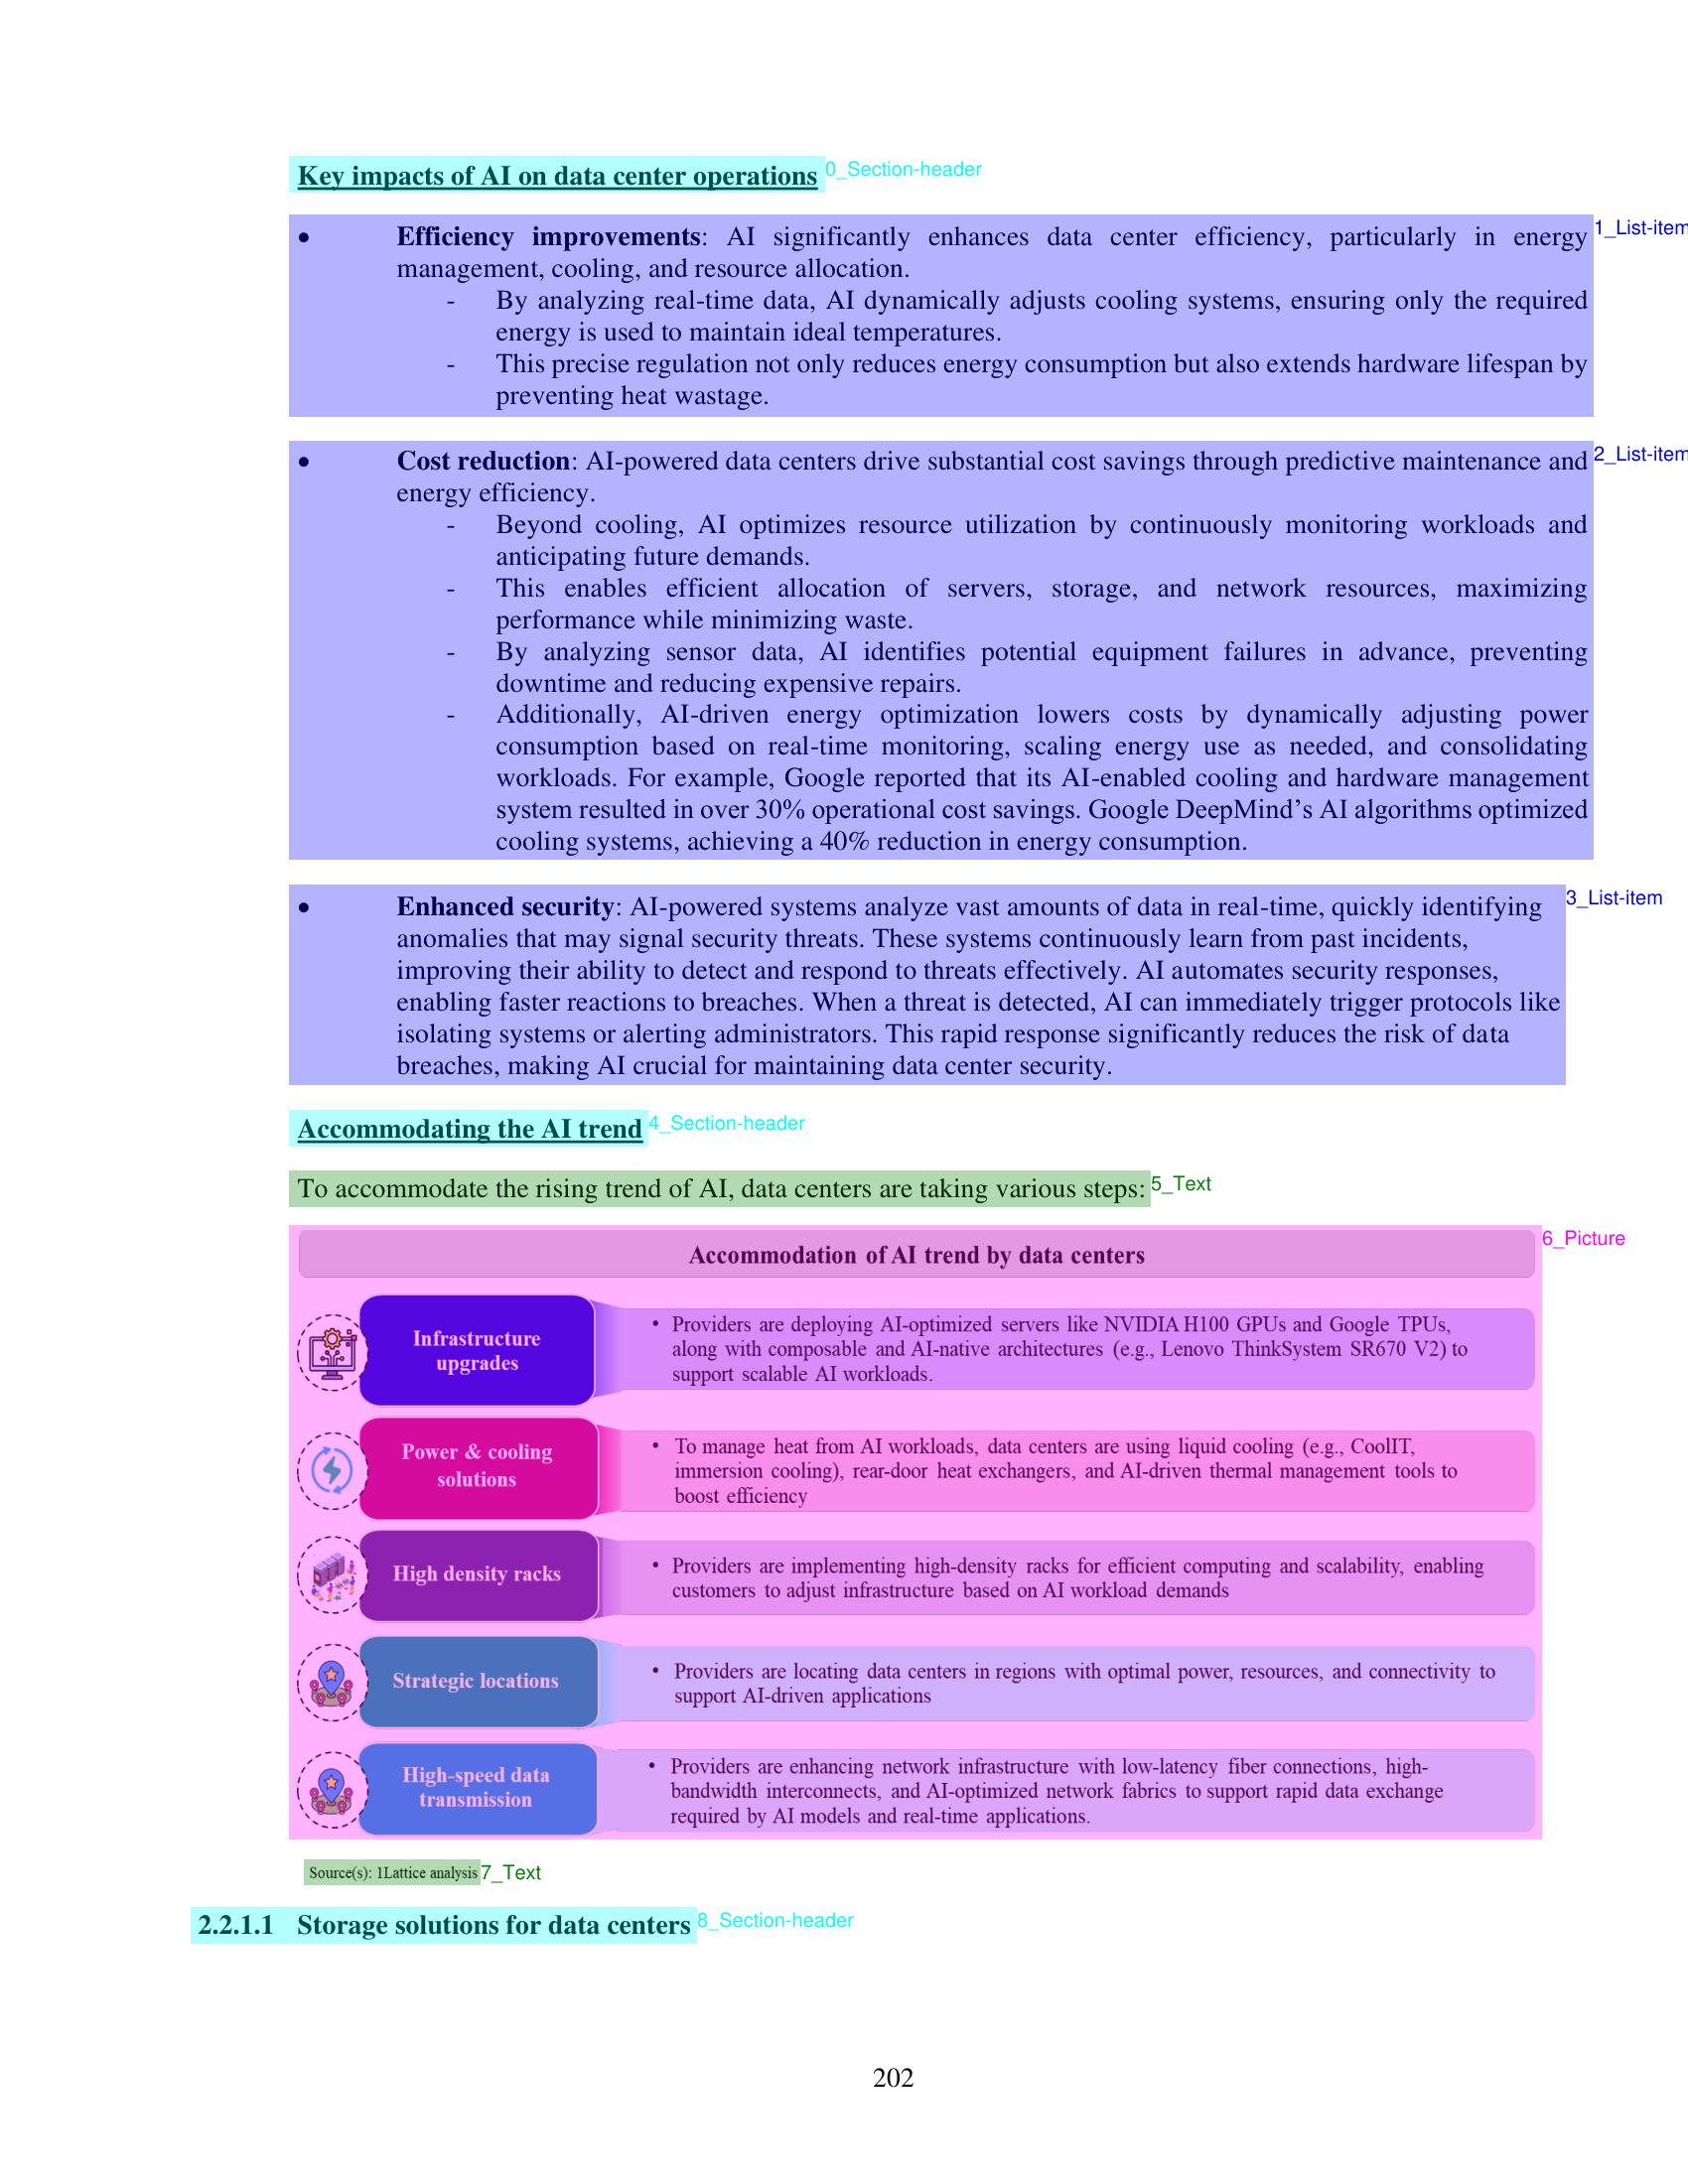 Key impacts of AI on data center operations 0_Section-header
• Efficiency improvements: AI significantly enhances data center efficiency, particularly in energy 1_List-item
management, cooling, and resource allocation.
- By analyzing real-time data, AI dynamically adjusts cooling systems, ensuring only the required
energy is used to maintain ideal temperatures.
- This precise regulation not only reduces energy consumption but also extends hardware lifespan by
preventing heat wastage.
• Cost reduction: AI-powered data centers drive substantial cost savings through predictive maintenance and 2_List-item
energy efficiency.
- Beyond cooling, AI optimizes resource utilization by continuously monitoring workloads and
anticipating future demands.
- This enables efficient allocation of servers, storage, and network resources, maximizing
performance while minimizing waste.
- By analyzing sensor data, AI identifies potential equipment failures in advance, preventing
downtime and reducing expensive repairs.
- Additionally, AI-driven energy optimization lowers costs by dynamically adjusting power
consumption based on real-time monitoring, scaling energy use as needed, and consolidating
workloads. For example, Google reported that its AI-enabled cooling and hardware management
system resulted in over 30% operational cost savings. Google DeepMind’s AI algorithms optimized
cooling systems, achieving a 40% reduction in energy consumption.
• Enhanced security: AI-powered systems analyze vast amounts of data in real-time, quickly identifying 3_List-item
anomalies that may signal security threats. These systems continuously learn from past incidents,
improving their ability to detect and respond to threats effectively. AI automates security responses,
enabling faster reactions to breaches. When a threat is detected, AI can immediately trigger protocols like
isolating systems or alerting administrators. This rapid response significantly reduces the risk of data
breaches, making AI crucial for maintaining data center security.
Accommodating the AI trend 4_Section-header
To accommodate the rising trend of AI, data centers are taking various steps: 5_Text
6_Picture
Accommodation of AI trend by data centers
Infrastructure
upgrades
• Providers are deploying AI-optimized servers like NVIDIA H100 GPUs and Google TPUs,
along with composable and AI-native architectures (e.g., Lenovo ThinkSystem SR670 V2) to
support scalable AI workloads.
Power & cooling
solutions
• To manage heat from AI workloads, data centers are using liquid cooling (e.g., CoolIT,
immersion cooling), rear-door heat exchangers, and AI-driven thermal management tools to
boost efficiency
High density racks
• Providers are implementing high-density racks for efficient computing and scalability, enabling
customers to adjust infrastructure based on AI workload demands
Strategic locations
• Providers are locating data centers in regions with optimal power, resources, and connectivity to
support AI-driven applications
High-speed data
transmission
• Providers are enhancing network infrastructure with low-latency fiber connections, high-
bandwidth interconnects, and AI-optimized network fabrics to support rapid data exchange
required by AI models and real-time applications.
Source(s): 1Lattice analysis 7_Text
2.2.1.1 Storage solutions for data centers 8_Section-header
202